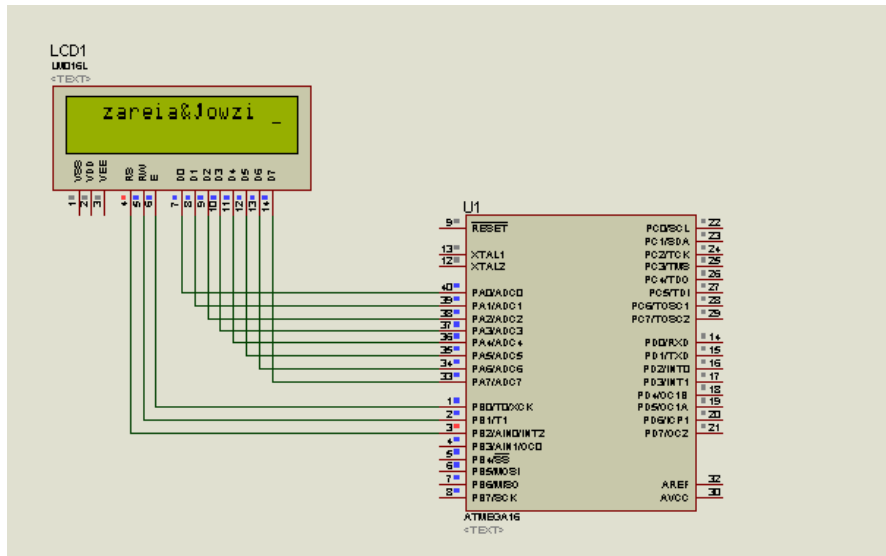 LCD1
LM016L
<TEXT>
zareia&Jowzi _
VSS VDD VEE RS RW E D0 D1 D2 D3 D4 D5 D6 D7
1 2 3 4 5 6 7 8 9 10 11 12 13 14
U1
9 RESET PC0/SCL 22
PC1/SDA 23
13 XTAL1 PC2/TCK 24
12 XTAL2 PC3/TMS 25
PC4/TDO 26
40 PA0/ADC0 PC5/TDI 27
39 PA1/ADC1 PC6/TOSC1 28
38 PA2/ADC2 PC7/TOSC2 29
37 PA3/ADC3
36 PA4/ADC4 PD0/RXD 14
35 PA5/ADC5 PD1/TXD 15
34 PA6/ADC6 PD2/INT0 16
33 PA7/ADC7 PD3/INT1 17
PD4/OC1B 18
1 PB0/T0/XCK PD5/OC1A 19
2 PB1/T1 PD6/ICP1 20
3 PB2/AIN0/INT2 PD7/OC2 21
4 PB3/AIN1/OC0
5 PB4/SS
6 PB5/MOSI
7 PB6/MISO AREF 32
8 PB7/SCK AVCC 30
ATMEGA16
<TEXT>